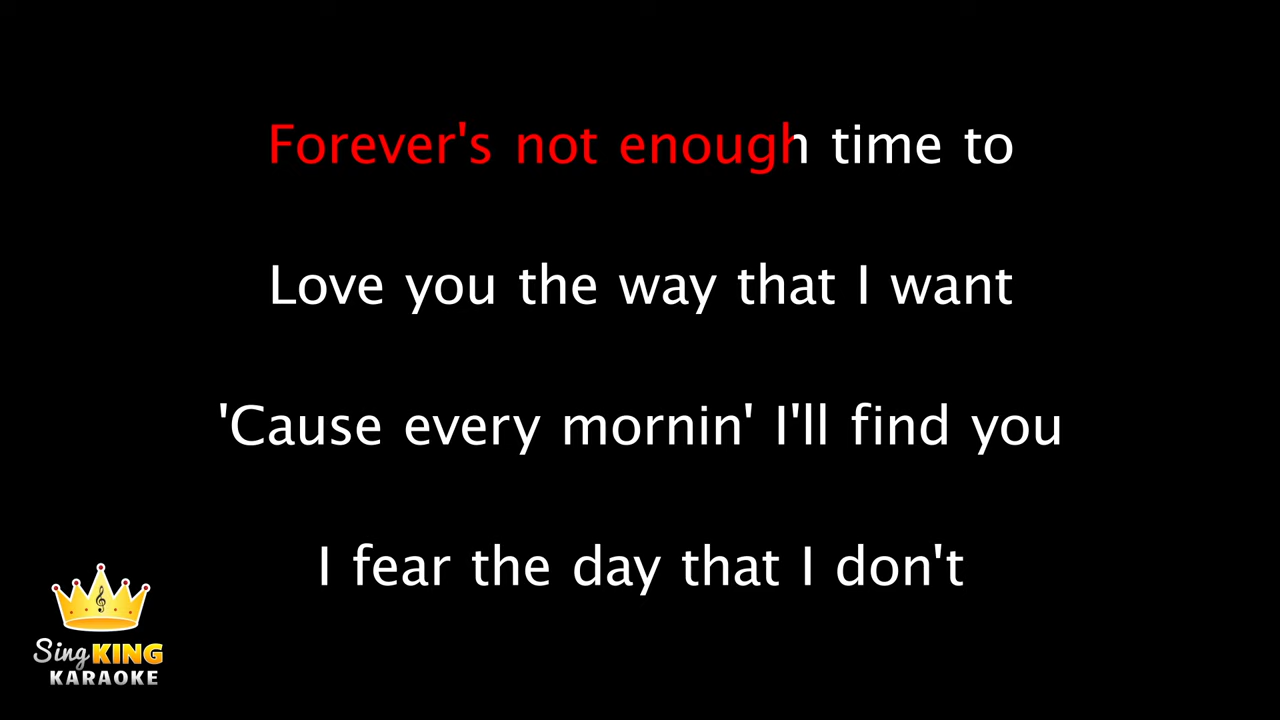 Forever's not enough time to
Love you the way that I want
'Cause every mornin' I'll find you
I fear the day that I don't
Sing KING
KARAOKE